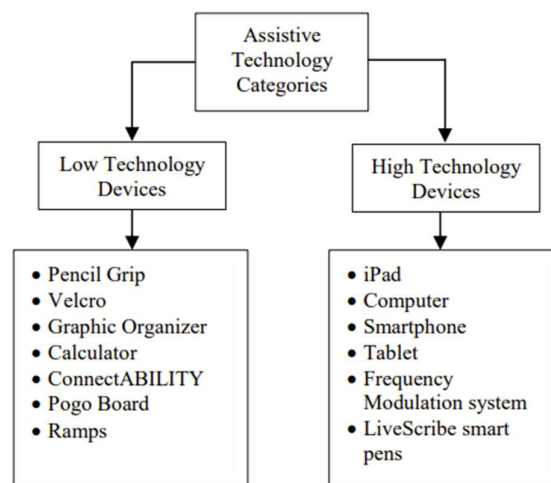 Assistive
Technology
Categories
Low Technology
Devices
High Technology
Devices
• Pencil Grip
• Velcro
• Graphic Organizer
• Calculator
• ConnectABILITY
• Pogo Board
• Ramps
• iPad
• Computer
• Smartphone
• Tablet
• Frequency
Modulation system
• LiveScribe smart
pens